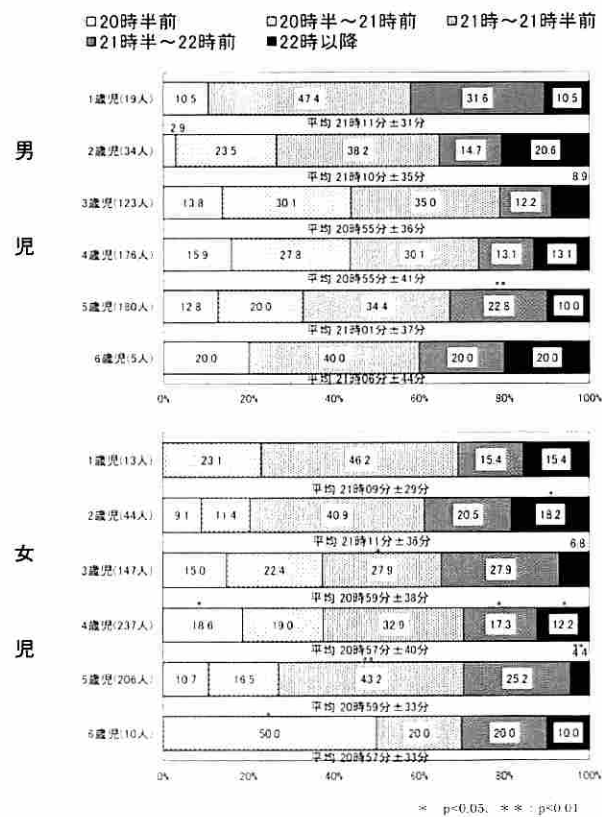 □20時半前 □20時半～21時前 □21時～21時半前
■21時半～22時前 ■22時以降
男児
1歳児(19人) 10.5 47.4 31.6 10.5
平均 21時11分±31分
2.9
2歳児(34人) 23.5 38.2 14.7 20.6
平均 21時10分±35分
8.9
3歳児(123人) 13.8 30.1 35.0 12.2
平均 20時55分±36分
4歳児(176人) 15.9 27.8 30.1 13.1 13.1
平均 20時55分±41分
**
5歳児(180人) 12.8 20.0 34.4 22.8 10.0
平均 21時01分±37分
6歳児(5人) 20.0 40.0 20.0 20.0
平均 21時06分±44分
0% 20% 40% 60% 80% 100%
女児
1歳児(13人) 23.1 46.2 15.4 15.4
平均 21時09分±29分
*
2歳児(44人) 9.1 11.4 40.9 20.5 18.2
平均 21時11分±36分
6.8
*
3歳児(147人) 15.0 22.4 27.9 27.9
平均 20時59分±38分
* * *
4歳児(237人) 18.6 19.0 32.9 17.3 12.2
平均 20時57分±40分
** **
4.4
5歳児(206人) 10.7 16.5 43.2 25.2
平均 20時59分±33分
*
6歳児(10人) 50.0 20.0 20.0 10.0
平均 20時57分±33分
0% 20% 40% 60% 80% 100%
* p<0.05, * * : p<0.01